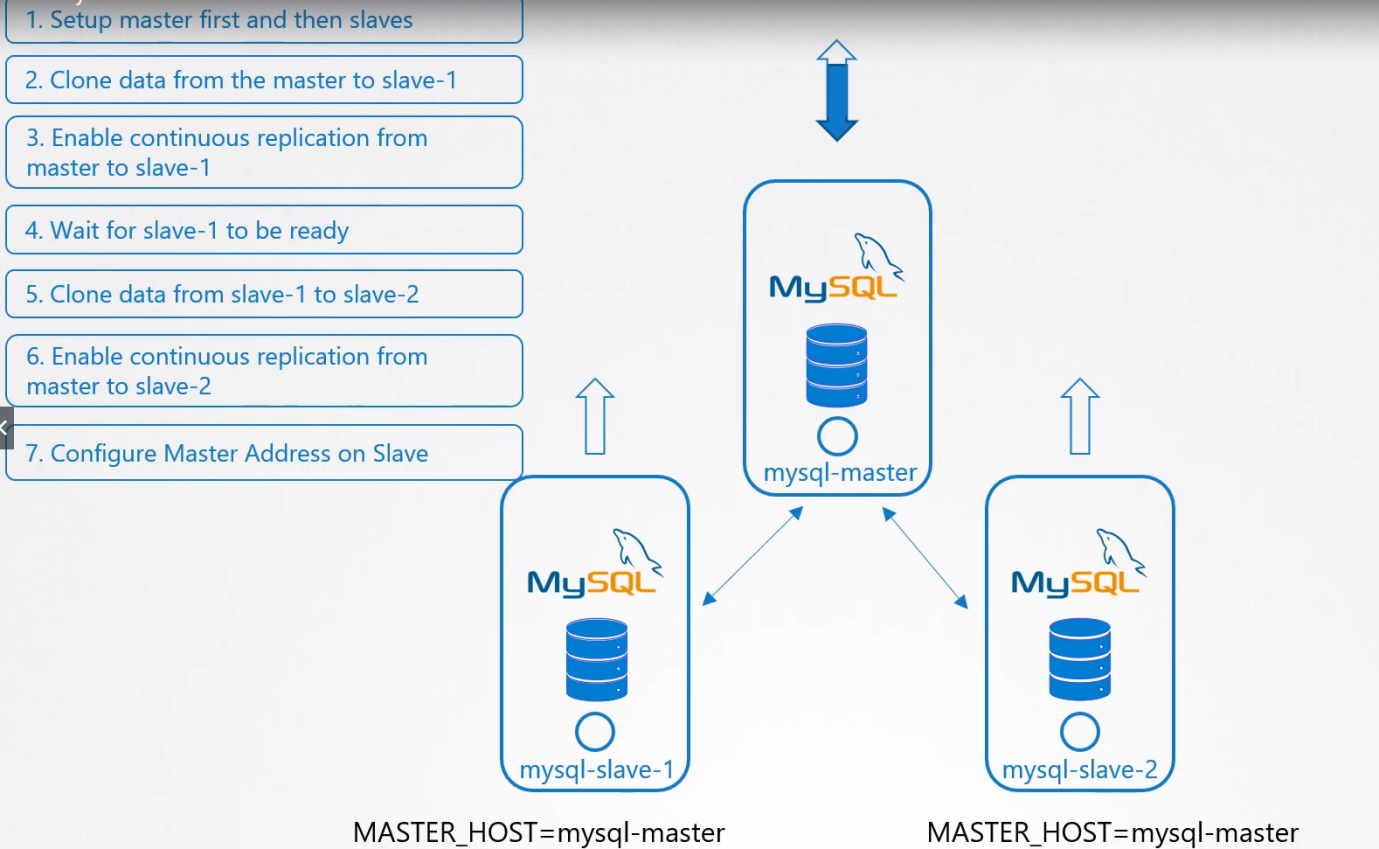 1. Setup master first and then slaves
2. Clone data from the master to slave-1
3. Enable continuous replication from
master to slave-1
4. Wait for slave-1 to be ready
5. Clone data from slave-1 to slave-2
6. Enable continuous replication from
master to slave-2
7. Configure Master Address on Slave
MySQL
mysql-master
MySQL
mysql-slave-1
MASTER_HOST=mysql-master
MySQL
mysql-slave-2
MASTER_HOST=mysql-master